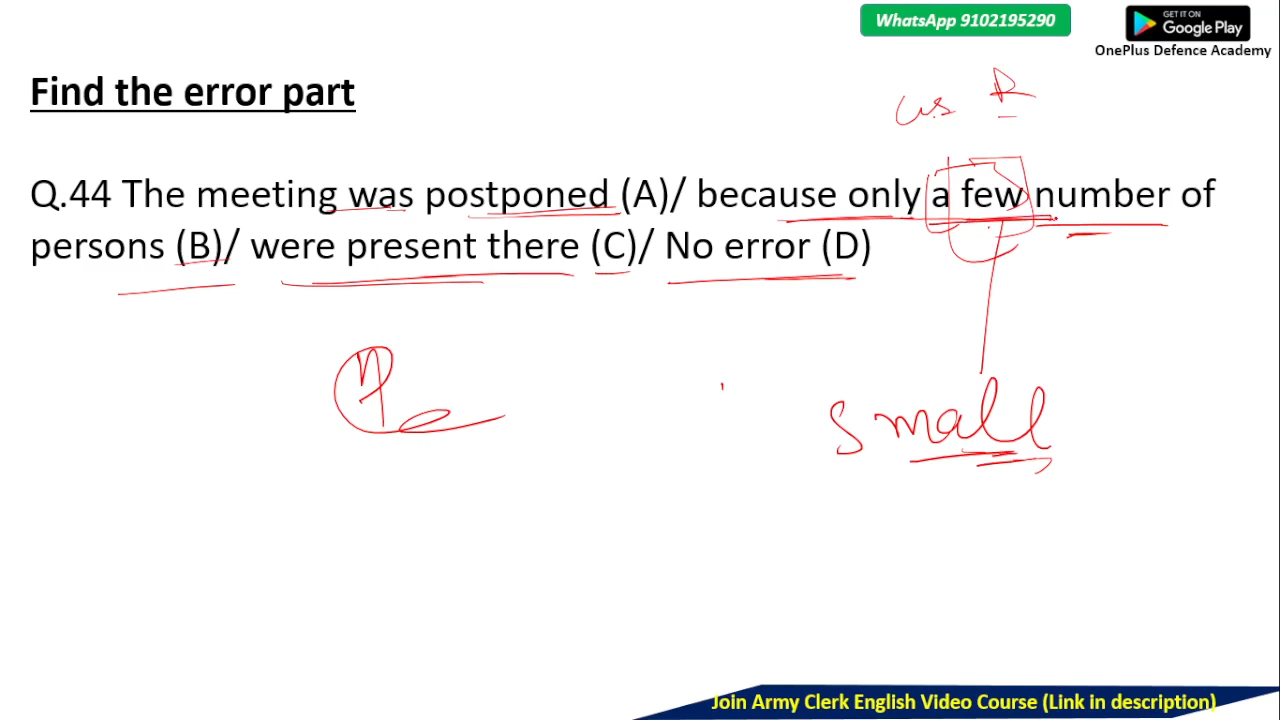 WhatsApp 9102195290
GET IT ON
Google Play
OnePlus Defence Academy
Find the error part
Q.44 The meeting was postponed (A)/ because only a few number of
persons (B)/ were present there (C)/ No error (D)
small
Join Army Clerk English Video Course (Link in description)